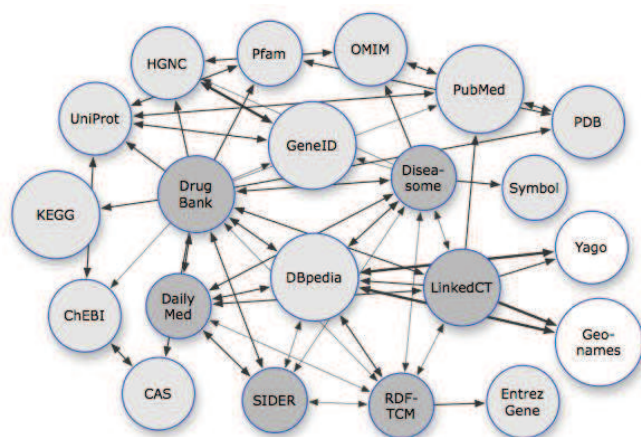 Pfam
OMIM
HGNC
PubMed
UniProt
PDB
GeneID
Disea-
some
Drug
Bank
Symbol
KEGG
Yago
DBpedia
LinkedCT
Daily
Med
ChEBI
Geo-
names
CAS
SIDER
RDF-
TCM
Entrez
Gene